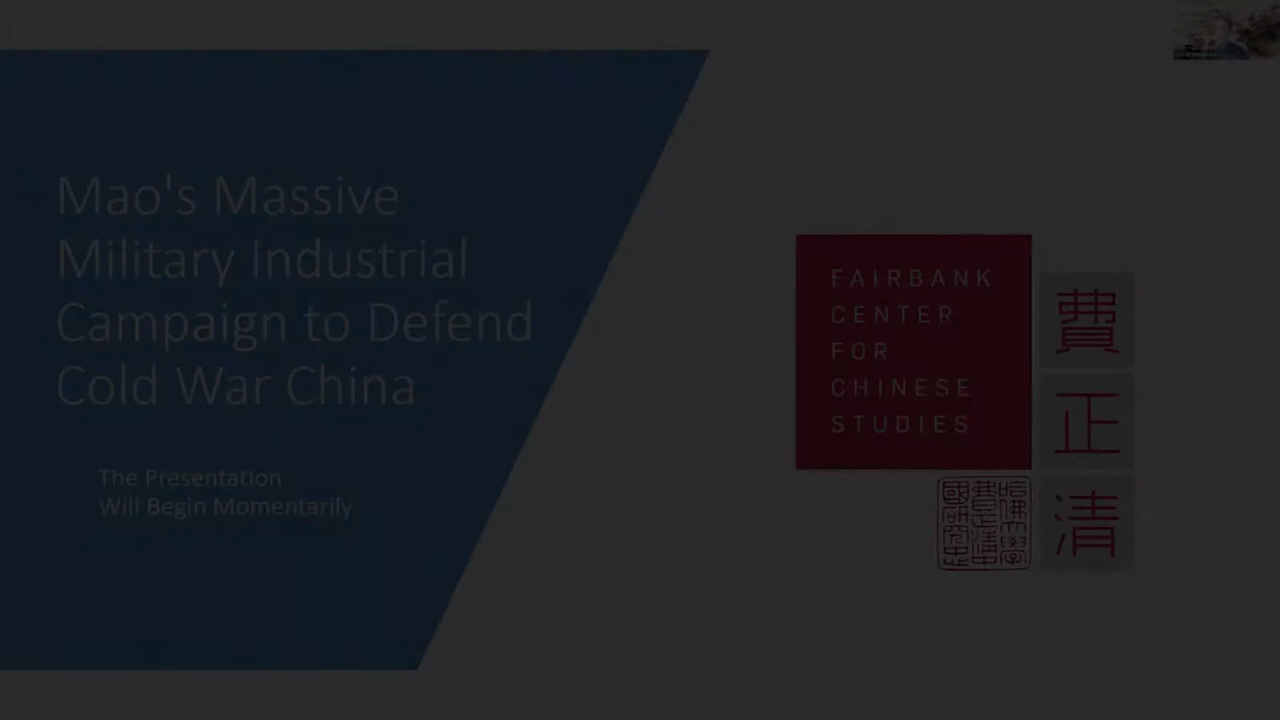 Mao's Massive
Military Industrial
Campaign to Defend
Cold War China
The Presentation
Will Begin Momentarily
FAIRBANK
CENTER
FOR
CHINESE
STUDIES
費
正
清